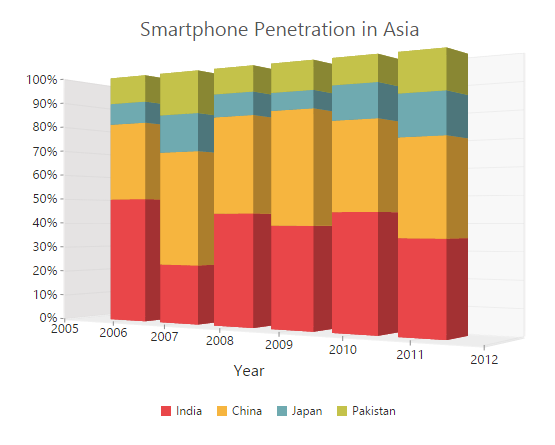 Smartphone Penetration in Asia
100%
90%
80%
70%
60%
50%
40%
30%
20%
10%
0%
2005 2006 2007 2008 2009 2010 2011 2012
Year
India China Japan Pakistan